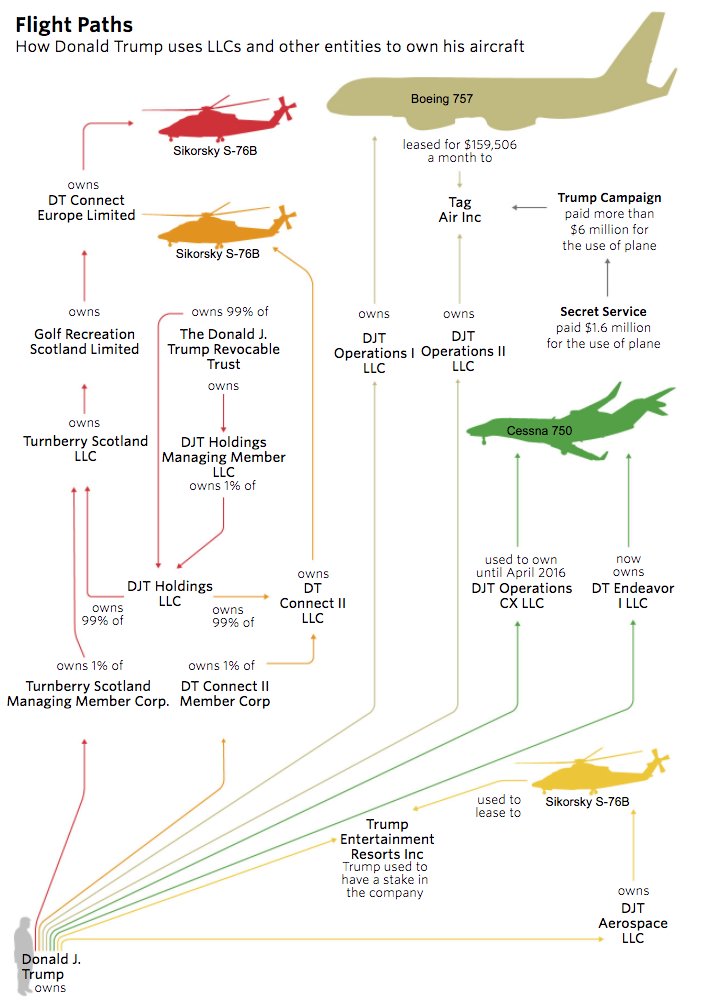 Flight Paths
How Donald Trump uses LLCs and other entities to own his aircraft
Boeing 757
Sikorsky S-76B
leased for $159,506
a month to
owns
DT Connect
Europe Limited
Tag
Air Inc
Trump Campaign
paid more than
$6 million for
the use of plane
Sikorsky S-76B
owns
Golf Recreation
Scotland Limited
owns 99% of
The Donald J.
Trump Revocable
Trust
owns
owns
DJT
Operations I
LLC
owns
DJT
Operations II
LLC
Secret Service
paid $1.6 million
for the use of plane
Cessna 750
owns
Turnberry Scotland
LLC
DJT Holdings
Managing Member
LLC
owns 1% of
used to own
until April 2016
DJT Operations
CX LLC
now
owns
DT Endeavor
I LLC
DJT Holdings
LLC
owns
99% of
owns
99% of
owns
DT
Connect II
LLC
owns 1% of
Turnberry Scotland
Managing Member Corp.
owns 1% of
DT Connect II
Member Corp
Sikorsky S-76B
used to
lease to
Trump
Entertainment
Resorts Inc
Trump used to
have a stake in
the company
owns
DJT
Aerospace
LLC
Donald J.
Trump
owns